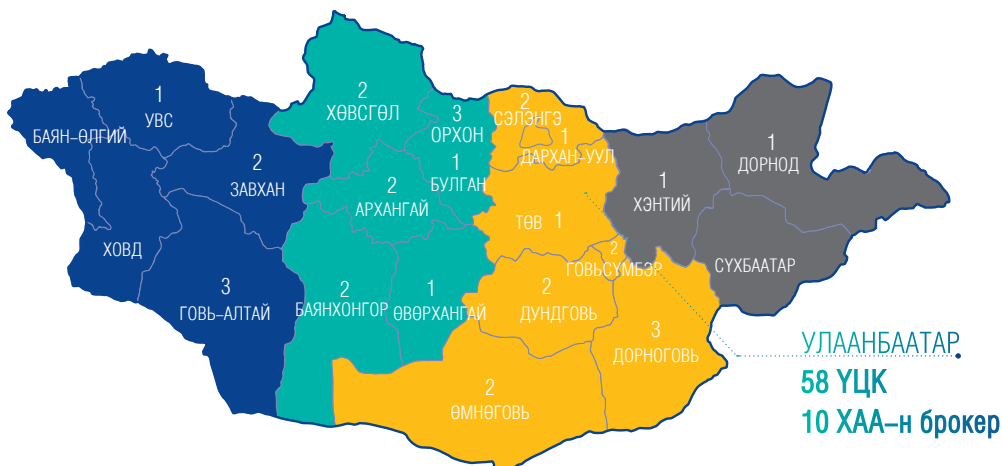 1
УВС
БАЯН-ӨЛГИЙ
2
ЗАВХАН
ХОВД
3
ГОВЬ-АЛТАЙ
2
ХӨВСГӨЛ
3
ОРХОН
1
БУЛГАН
2
АРХАНГАЙ
2
БАЯНХОНГОР
1
ӨВӨРХАНГАЙ
2
СЭЛЭНГЭ
1
ДАРХАН-УУЛ
ТӨВ 1
2
ГОВЬСҮМБЭР
2
ДУНДГОВЬ
3
ДОРНОГОВЬ
2
ӨМНӨГОВЬ
1
ХЭНТИЙ
1
ДОРНОД
СҮХБААТАР
УЛААНБААТАР
58 ҮЦК
10 ХАА-н брокер